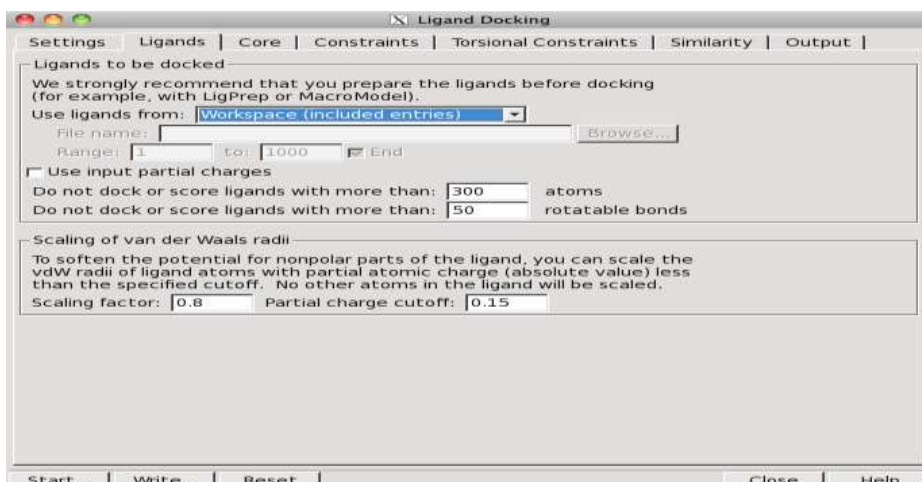 Ligand Docking
Settings Ligands Core Constraints Torsional Constraints Similarity Output
Ligands to be docked
We strongly recommend that you prepare the ligands before docking
(for example, with LigPrep or MacroModel).
Use ligands from: Workspace (included entries)
File name: Browse...
Range: 1 to: 1000 End
Use input partial charges
Do not dock or score ligands with more than: 300 atoms
Do not dock or score ligands with more than: 50 rotatable bonds
Scaling of van der Waals radii
To soften the potential for nonpolar parts of the ligand, you can scale the
vdW radii of ligand atoms with partial atomic charge (absolute value) less
than the specified cutoff. No other atoms in the ligand will be scaled.
Scaling factor: 0.8 Partial charge cutoff: 0.15
Start... Write... Reset Close Help